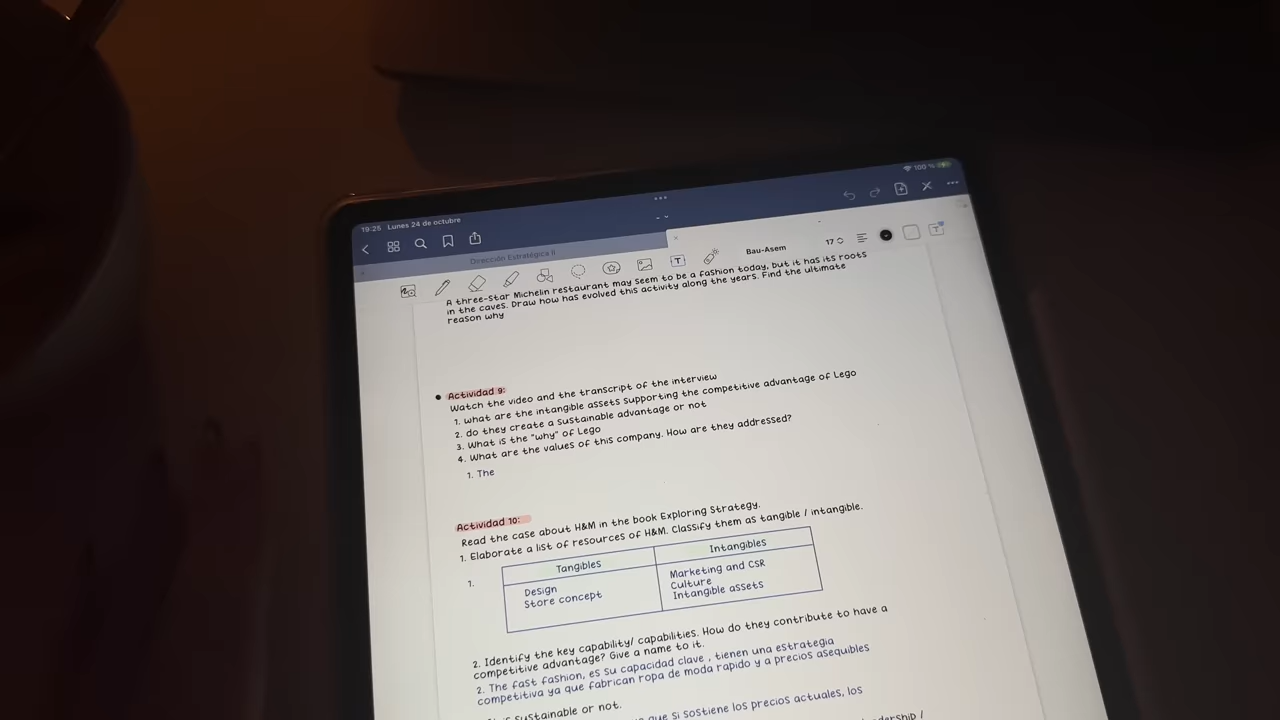 19:25 Lunes 24 de octubre
100 %
Dirección Estratégica II
Bau-Asem
17
A three-star Michelin restaurant may seem to be a fashion today, but it has its roots
in the caves. Draw how has evolved this activity along the years. Find the ultimate
reason why
Actividad 9:
Watch the video and the transcript of the interview
1. what are the intangible assets supporting the competitive advantage of Lego
2. do they create a sustainable advantage or not
3. What is the "why" of Lego
4. What are the values of this company. How are they addressed?
1. The
Actividad 10:
Read the case about H&M in the book Exploring Strategy.
1. Elaborate a list of resources of H&M. Classify them as tangible / intangible.
1.
Tangibles
Intangibles
Design
Store concept
Marketing and CSR
Culture
Intangible assets
2. Identify the key capability/ capabilities. How do they contribute to have a
competitive advantage? Give a name to it.
2. The fast fashion, es su capacidad clave , tienen una estrategia
competitiva ya que fabrican ropa de moda rapido y a precios asequibles
sustainable or not.
que si sostiene los precios actuales, los